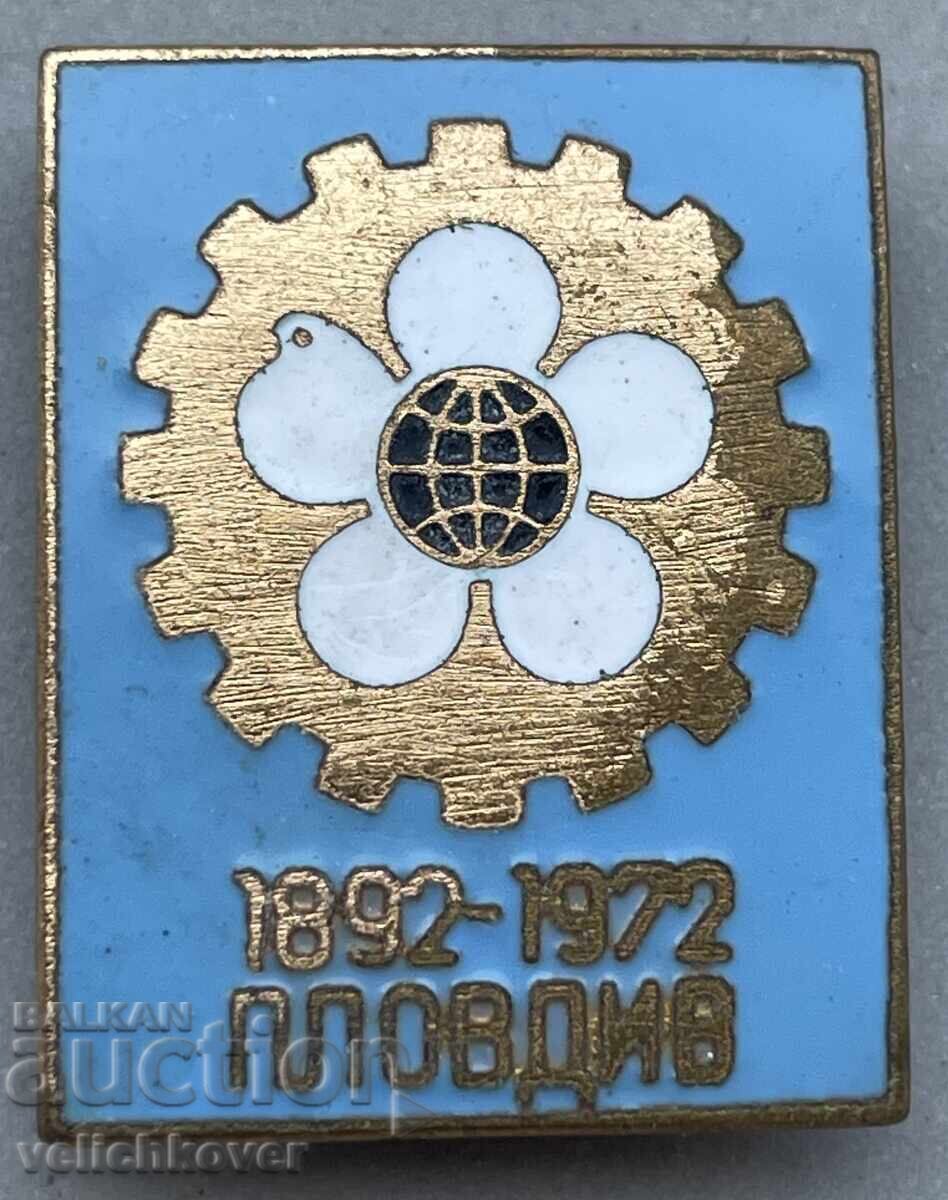 1892-1972
ПЛОВДИВ
BALKAN
auction
velichkover